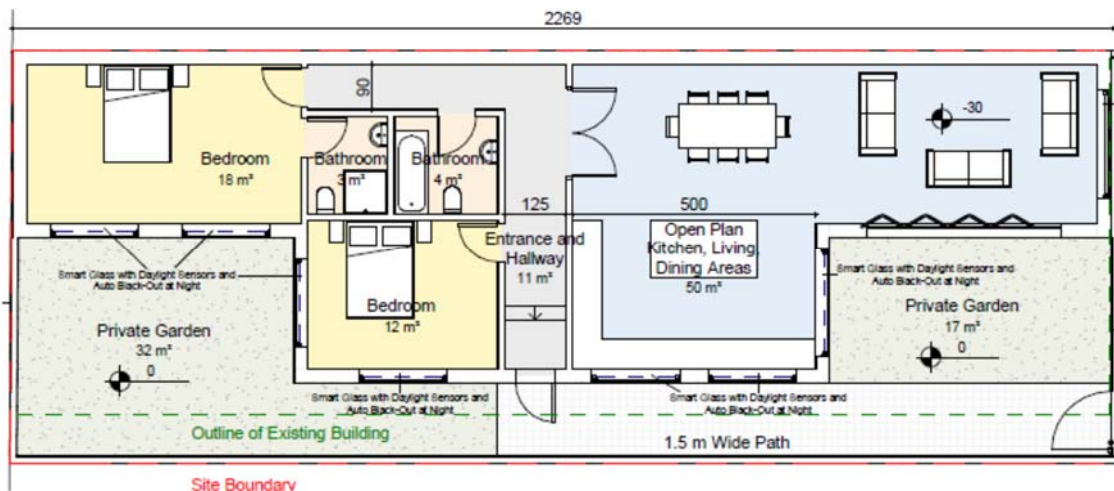 2269
90
-30
Bedroom
18 m²
Bathroom
3 m²
Bathroom
4 m²
125
500
Entrance and
Hallway
11 m²
Open Plan
Kitchen, Living,
Dining Areas
50 m²
Smart Glass with Daylight Sensors and
Auto Black-Out at Night
Smart Glass with Daylight Sensors and
Auto Black-Out at Night
Bedroom
12 m²
Private Garden
32 m²
0
Private Garden
17 m²
0
Smart Glass with Daylight Sensors and
Auto Black-Out at Night
Smart Glass with Daylight Sensors and
Auto Black-Out at Night
Outline of Existing Building
1.5 m Wide Path
Site Boundary